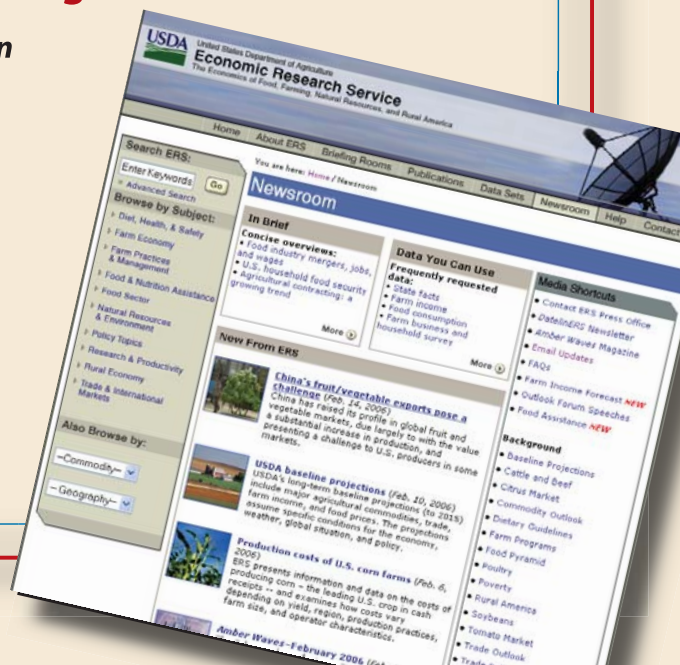 n
USDA
United States Department of Agriculture
Economic Research Service
The Economics of Food, Farming, Natural Resources, and Rural America
Home
About ERS
Briefing Rooms
Publications
Data Sets
Newsroom
Help
Contact
Search ERS:
Enter Keywords
Go
Advanced Search
Browse by Subject:
Diet, Health, & Safety
Farm Economy
Farm Practices
& Management
Food & Nutrition Assistance
Food Sector
Natural Resources
& Environment
Policy Topics
Research & Productivity
Rural Economy
Trade & International
Markets
Also Browse by:
–Commodity–
– Geography–
You are here: Home / Newsroom
Newsroom
In Brief
Concise overviews:
• Food industry mergers, jobs,
and wages
• U.S. household food security
• Agricultural contracting: a
growing trend
More
Data You Can Use
Frequently requested
data:
• State facts
• Farm income
• Food consumption
• Farm business and
household survey
More
New From ERS
China's fruit/vegetable exports pose a
challenge (Feb. 14, 2006)
China has raised its profile in global fruit and
vegetable markets, due largely to with the value
a substantial increase in production, and
presenting a challenge to U.S. producers in some
markets.
USDA baseline projections (Feb. 10, 2006)
USDA's long-term baseline projections (to 2015)
include major agricultural commodities, trade,
farm income, and food prices. The projections
assume specific conditions for the economy,
weather, global situation, and policy.
Production costs of U.S. corn farms (Feb. 6,
2006)
ERS presents information and data on the costs of
producing corn – the leading U.S. crop in cash
receipts -- and examines how costs vary
depending on yield, region, production practices,
farm size, and operator characteristics.
Amber Waves–February 2006 (Feb.
Media Shortcuts
• Contact ERS Press Office
• DatelinERS Newsletter
• Amber Waves Magazine
• Email Updates
• FAQs
• Farm Income Forecast NEW
• Outlook Forum Speeches
• Food Assistance NEW
Background
• Baseline Projections
• Cattle and Beef
• Citrus Market
• Commodity Outlook
• Dietary Guidelines
• Farm Programs
• Food Pyramid
• Poultry
• Poverty
• Rural America
• Soybeans
• Tomato Market
• Trade Outlook